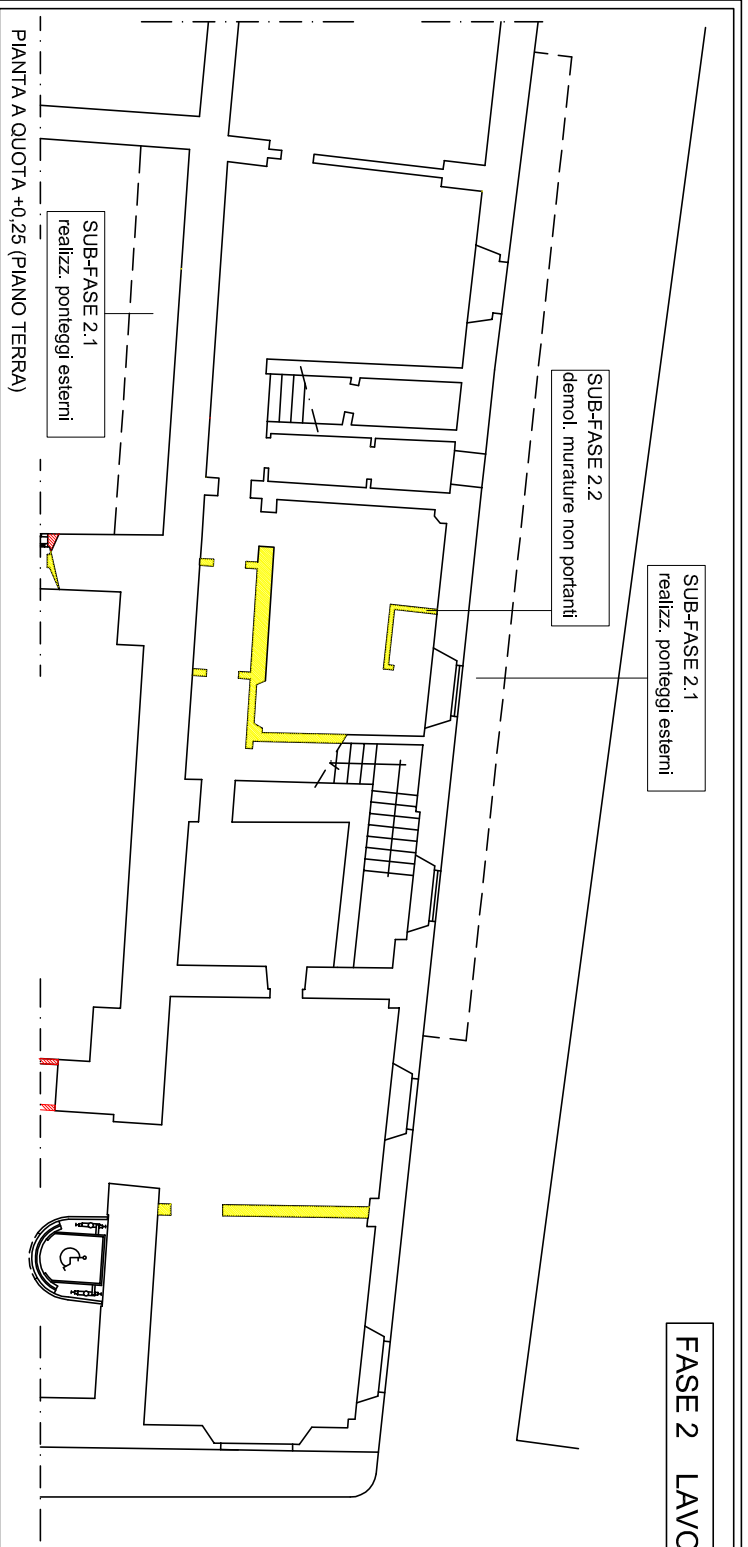 FASE 2 LAVO
SUB-FASE 2.1
realizz. ponteggi esterni
SUB-FASE 2.2
demol. murature non portanti
SUB-FASE 2.1
realizz. ponteggi esterni
PIANTA A QUOTA +0,25 (PIANO TERRA)